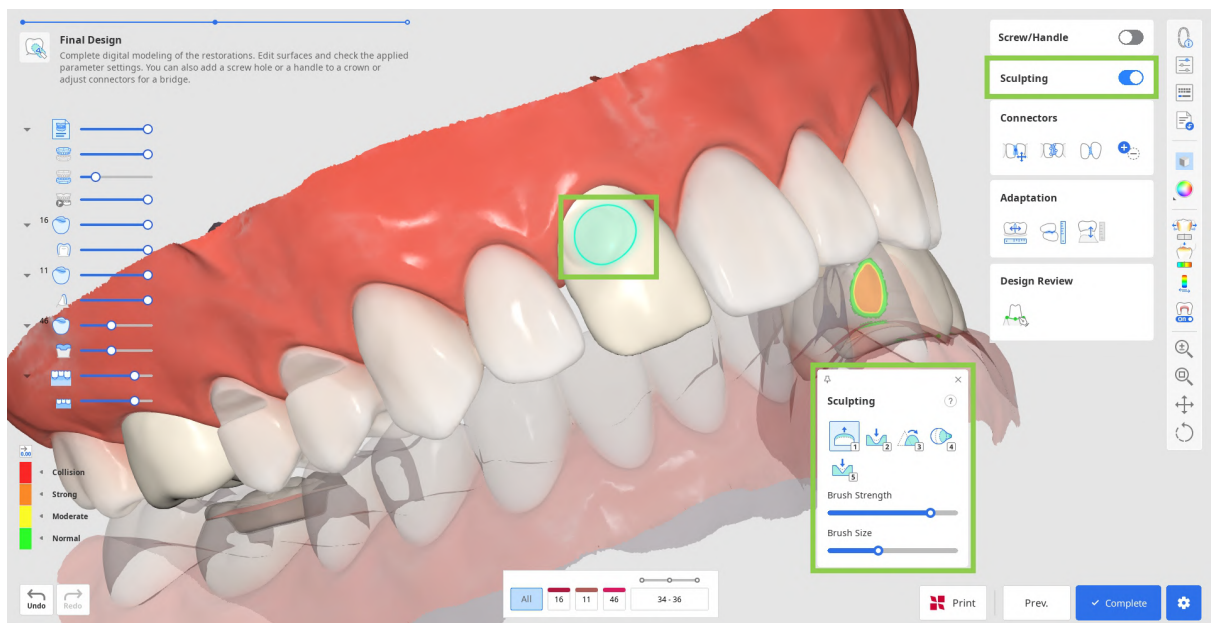 Final Design
Complete digital modeling of the restorations. Edit surfaces and check the applied
parameter settings. You can also add a screw hole or a handle to a crown or
adjust connectors for a bridge.
16
11
46
0.00
Collision
Strong
Moderate
Normal
Undo
Redo
All
16
11
46
34 - 36
Screw/Handle
Sculpting
Connectors
Adaptation
Design Review
Sculpting
?
1
2
3
4
5
Brush Strength
Brush Size
ON
Print
Prev.
Complete